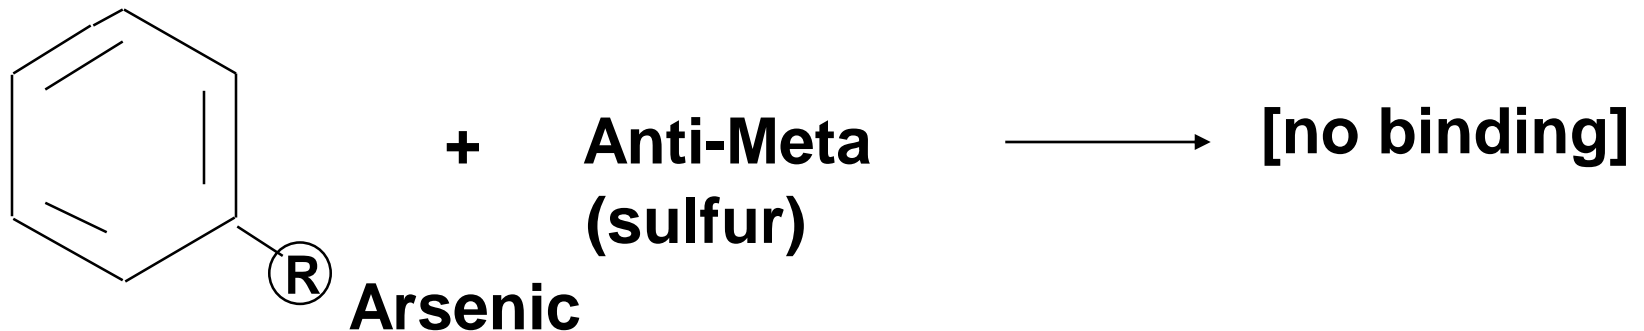 + Anti-Meta [no binding]
(sulfur)
R
Arsenic